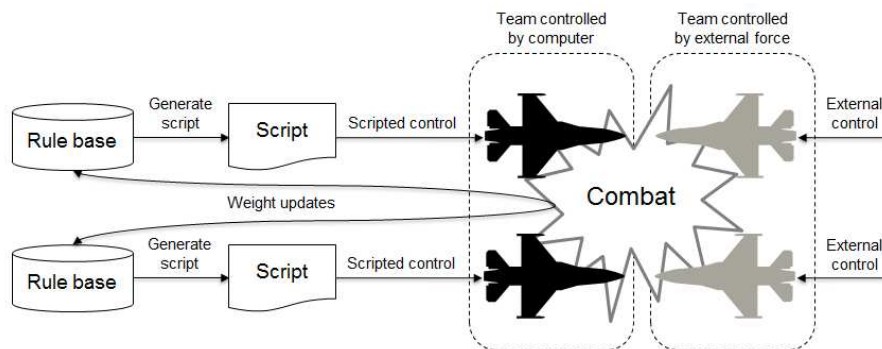 Team controlled
by computer
Team controlled
by external force
Generate
script
Rule base
Script
Scripted control
External
control
Combat
Weight updates
Generate
script
Rule base
Script
Scripted control
External
control